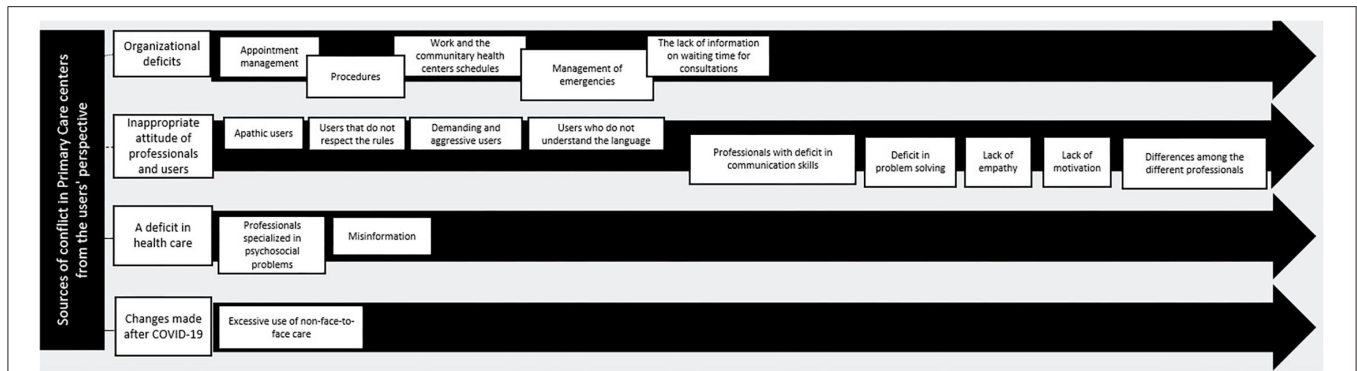 Sources of conflict in Primary Care centers
from the users' perspective
Organizational
deficits
Appointment
management
Procedures
Work and the
communitary health
centers schedules
Management of
emergencies
The lack of information
on waiting time for
consultations
Inappropriate
attitude of
professionals
and users
Apathic users
Users that do not
respect the rules
Demanding and
aggressive users
Users who do not
understand the language
Professionals with deficit in
communication skills
Deficit in
problem solving
Lack of
empathy
Lack of
motivation
Differences among the
different professionals
A deficit in
health care
Professionals
specialized in
psychosocial
problems
Misinformation
Changes made
after COVID-19
Excessive use of non-face-to-
face care